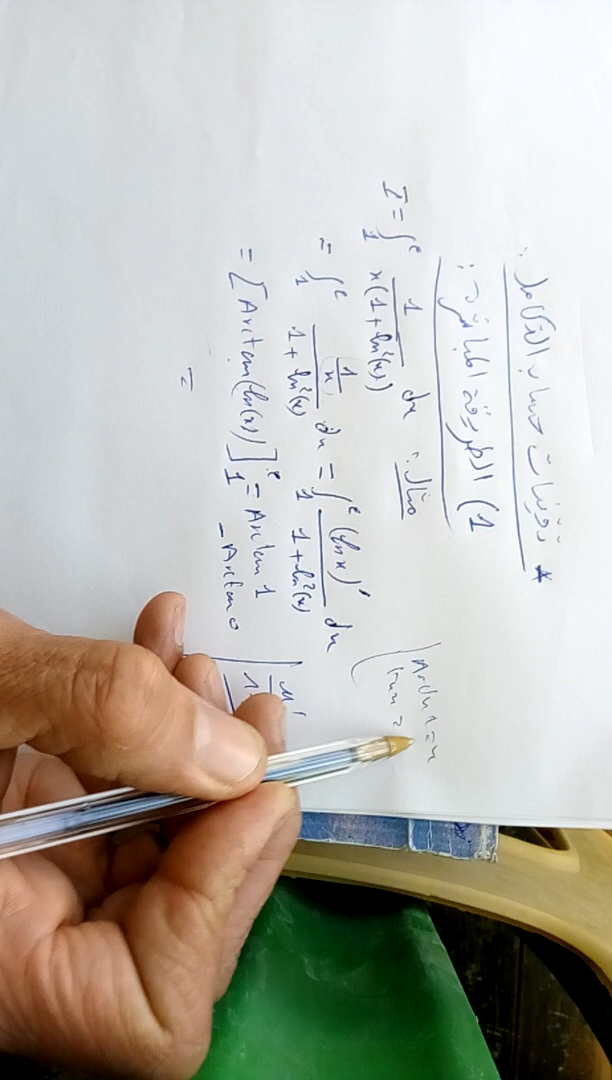 * تقنيات حساب التكامل :
1) الطريقة المباشرة :
مثال :
I = ∫₁ᵉ 1/(x(1+ln²(x))) dx
= ∫₁ᵉ (1/x)/(1+ln²(x)) dx = ∫₁ᵉ (ln x)'/(1+ln²(x)) dx
= [Arctan(ln(x))]₁ᵉ = Arctan 1
- Arctan 0
=